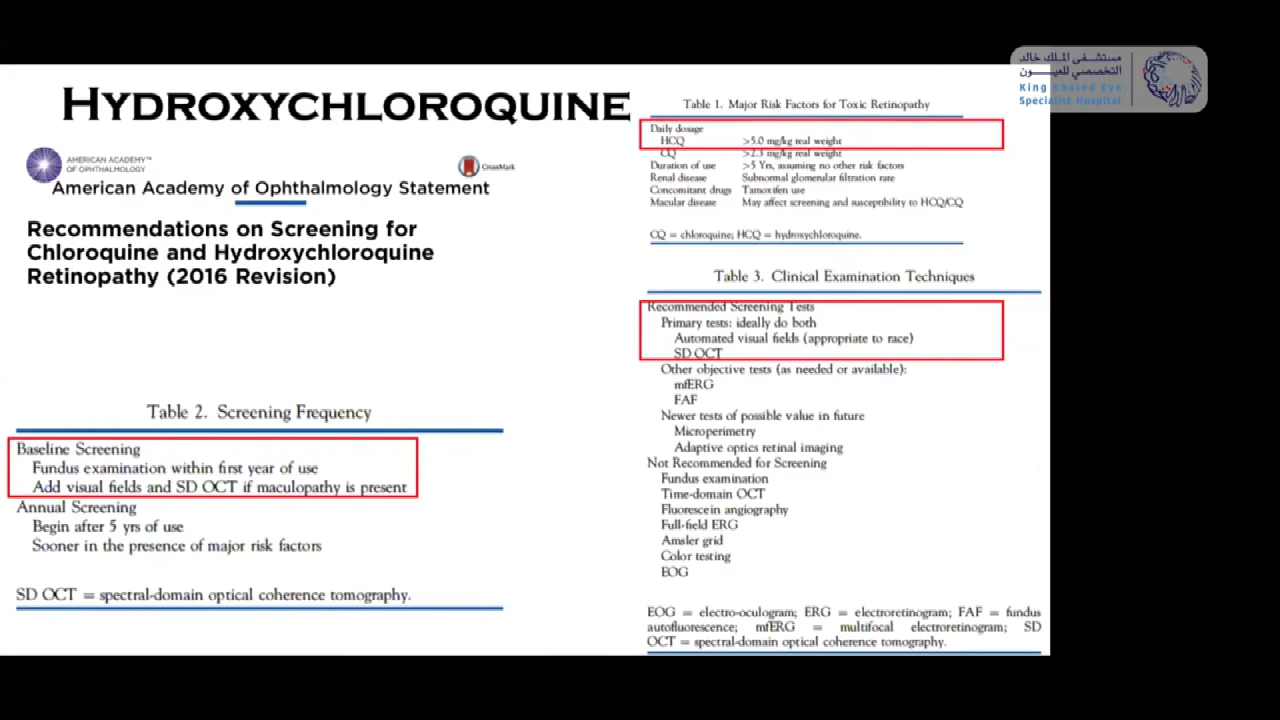 HYDROXYCHLOROQUINE
AMERICAN ACADEMY™
OF OPHTHALMOLOGY
CrossMark
American Academy of Ophthalmology Statement
Recommendations on Screening for
Chloroquine and Hydroxychloroquine
Retinopathy (2016 Revision)
Table 2. Screening Frequency
Baseline Screening
Fundus examination within first year of use
Add visual fields and SD OCT if maculopathy is present
Annual Screening
Begin after 5 yrs of use
Sooner in the presence of major risk factors
SD OCT = spectral-domain optical coherence tomography.
Table 1. Major Risk Factors for Toxic Retinopathy
Daily dosage
HCQ >5.0 mg/kg real weight
CQ >2.3 mg/kg real weight
Duration of use >5 Yrs, assuming no other risk factors
Renal disease Subnormal glomerular filtration rate
Concomitant drugs Tamoxifen use
Macular disease May affect screening and susceptibility to HCQ/CQ
CQ = chloroquine; HCQ = hydroxychloroquine.
Table 3. Clinical Examination Techniques
Recommended Screening Tests
Primary tests: ideally do both
Automated visual fields (appropriate to race)
SD OCT
Other objective tests (as needed or available):
mfERG
FAF
Newer tests of possible value in future
Microperimetry
Adaptive optics retinal imaging
Not Recommended for Screening
Fundus examination
Time-domain OCT
Fluorescein angiography
Full-field ERG
Amsler grid
Color testing
EOG
EOG = electro-oculogram; ERG = electroretinogram; FAF = fundus
autofluorescence; mfERG = multifocal electroretinogram; SD
OCT = spectral-domain optical coherence tomography.
مستشفى الملك خالد
التخصصي للعيون
King Khaled Eye
Specialist Hospital